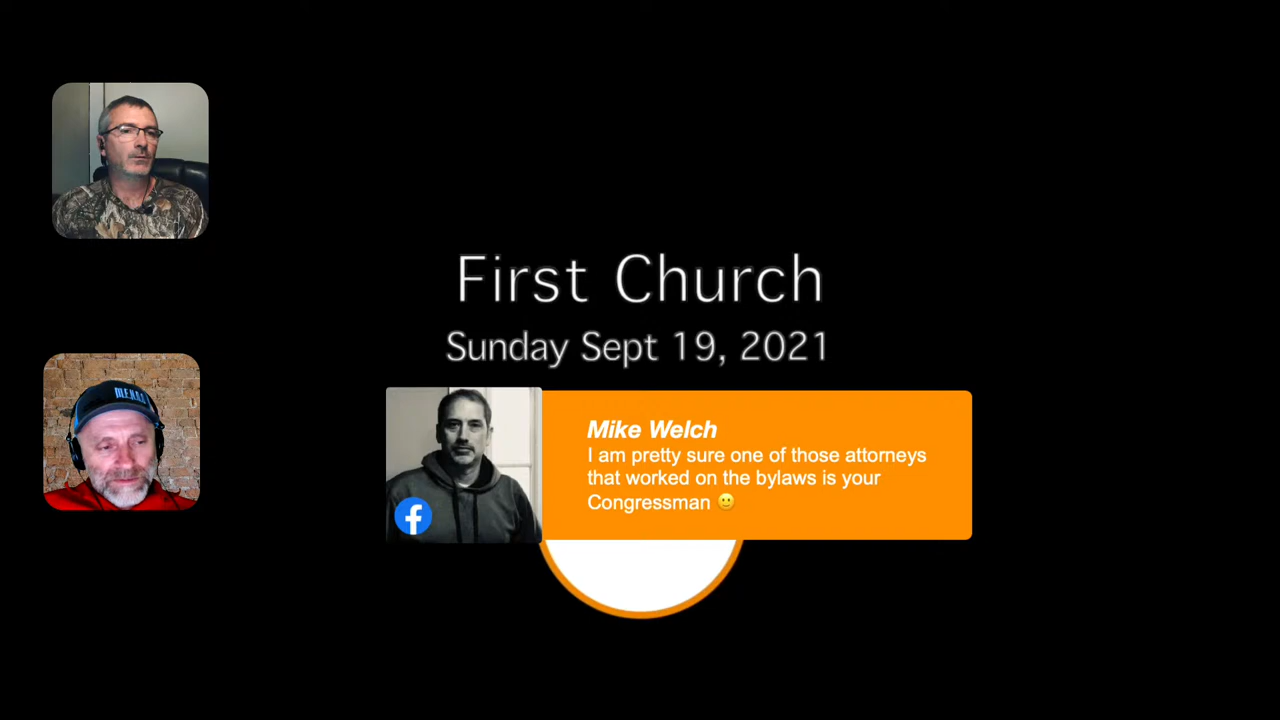 First Church
Sunday Sept 19, 2021
Mike Welch
I am pretty sure one of those attorneys
that worked on the bylaws is your
Congressman 🙂